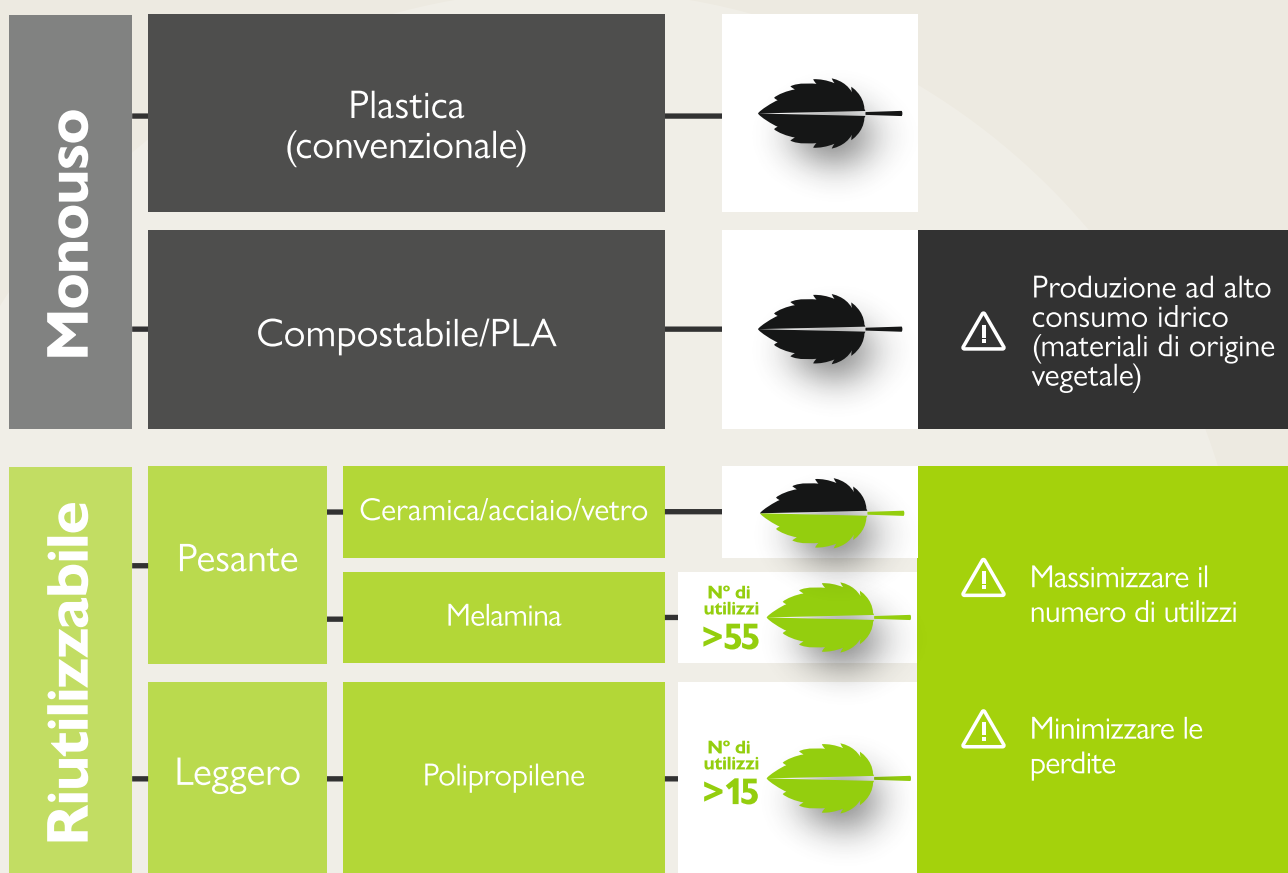 Monouso
Plastica
(convenzionale)
Compostabile/PLA
Produzione ad alto
consumo idrico
(materiali di origine
vegetale)
Riutilizzabile
Pesante
Ceramica/acciaio/vetro
Melamina
N° di
utilizzi
>55
Massimizzare il
numero di utilizzi
Leggero
Polipropilene
N° di
utilizzi
>15
Minimizzare le
perdite